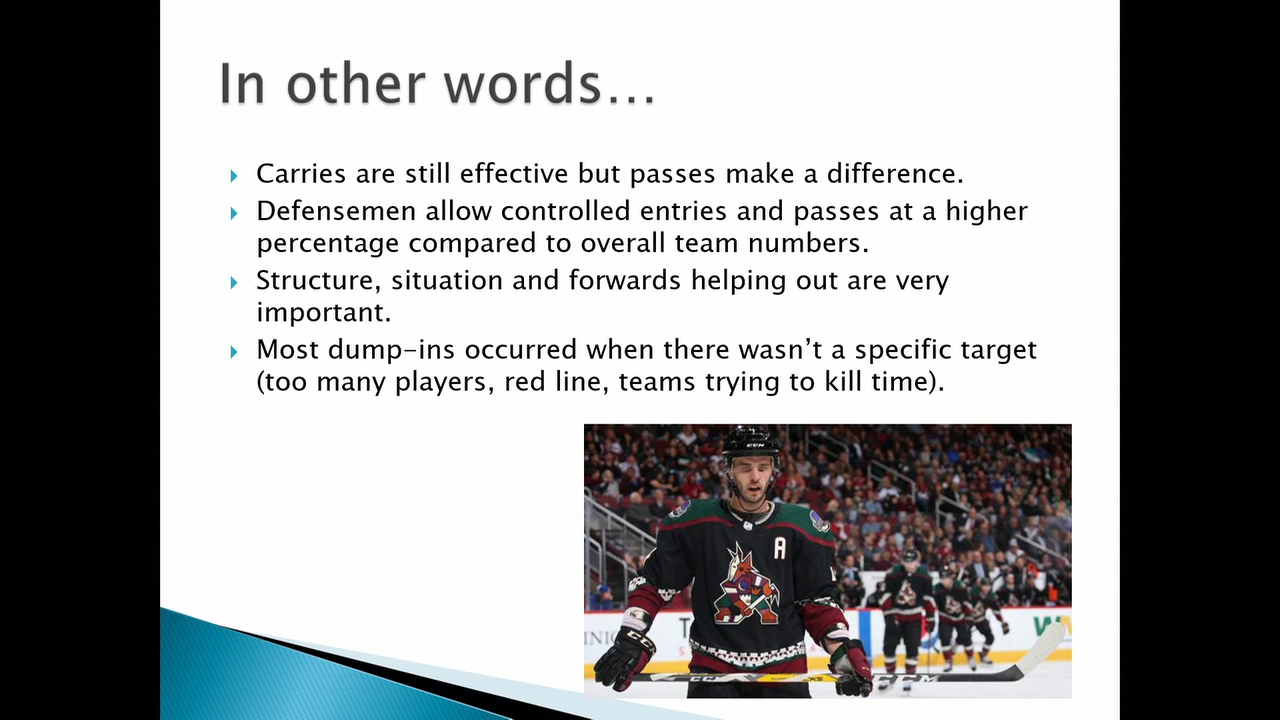 In other words…
Carries are still effective but passes make a difference.
Defensemen allow controlled entries and passes at a higher
percentage compared to overall team numbers.
Structure, situation and forwards helping out are very
important.
Most dump-ins occurred when there wasn’t a specific target
(too many players, red line, teams trying to kill time).
CCM
A
CCM
CCM